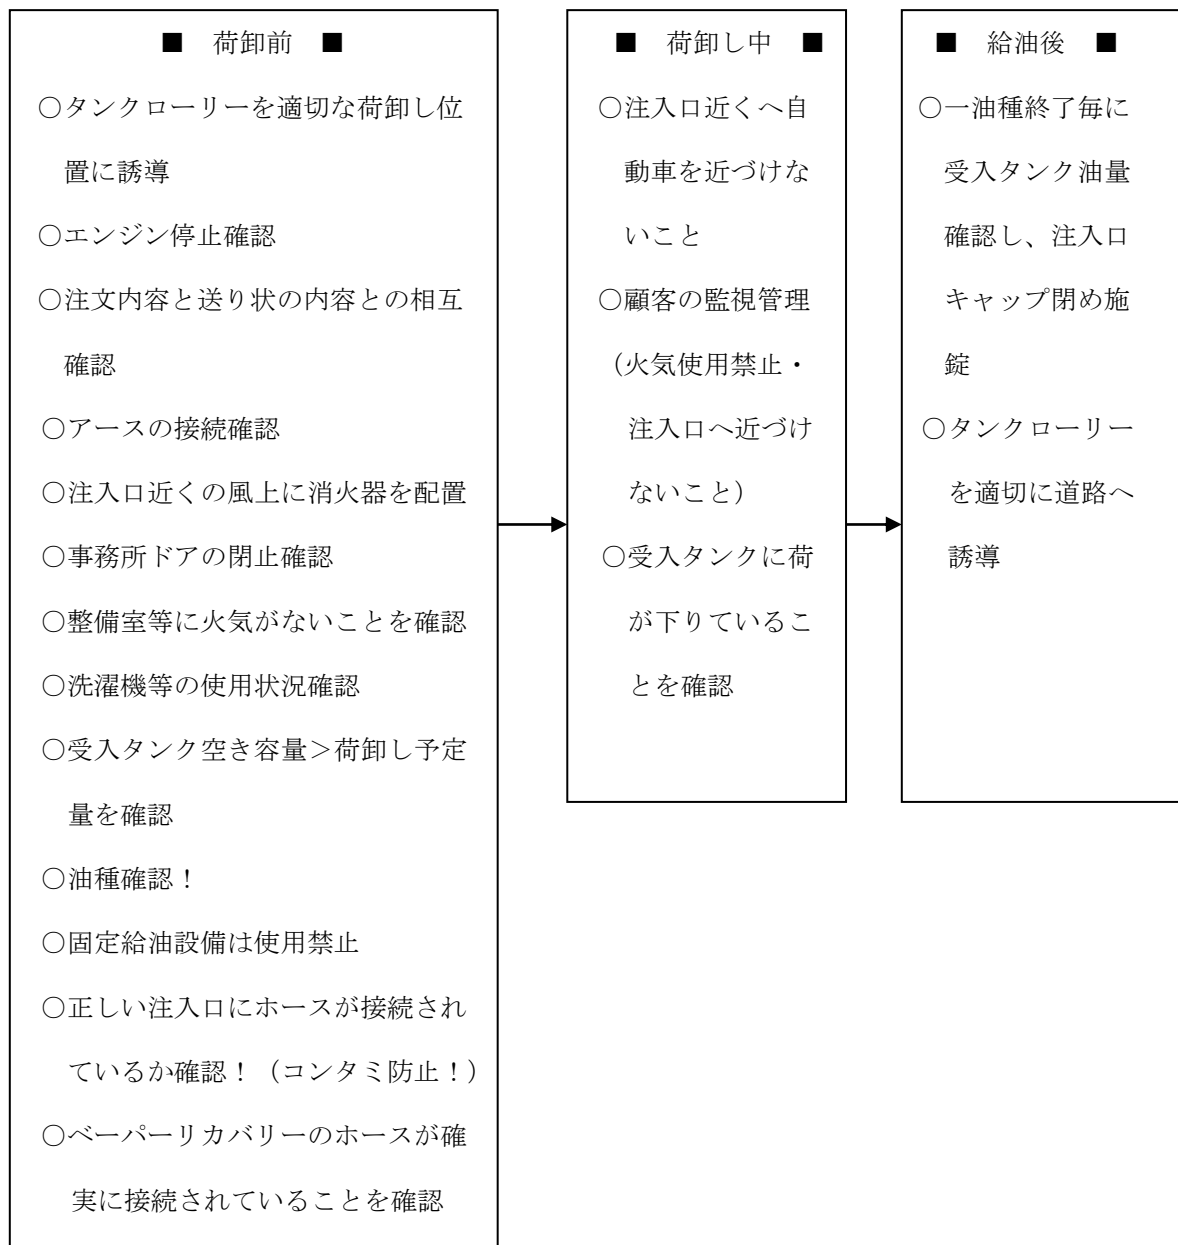 ■　荷卸前　■
○タンクローリーを適切な荷卸し位
置に誘導
○エンジン停止確認
○注文内容と送り状の内容との相互
確認
○アースの接続確認
○注入口近くの風上に消火器を配置
○事務所ドアの閉止確認
○整備室等に火気がないことを確認
○洗濯機等の使用状況確認
○受入タンク空き容量＞荷卸し予定
量を確認
○油種確認！
○固定給油設備は使用禁止
○正しい注入口にホースが接続され
ているか確認！（コンタミ防止！）
○ベーパーリカバリーのホースが確
実に接続されていることを確認
■　荷卸し中　■
○注入口近くへ自
動車を近づけな
いこと
○顧客の監視管理
（火気使用禁止・
注入口へ近づけ
ないこと）
○受入タンクに荷
が下りているこ
とを確認
■　給油後　■
○一油種終了毎に
受入タンク油量
確認し、注入口
キャップ閉め施
錠
○タンクローリー
を適切に道路へ
誘導